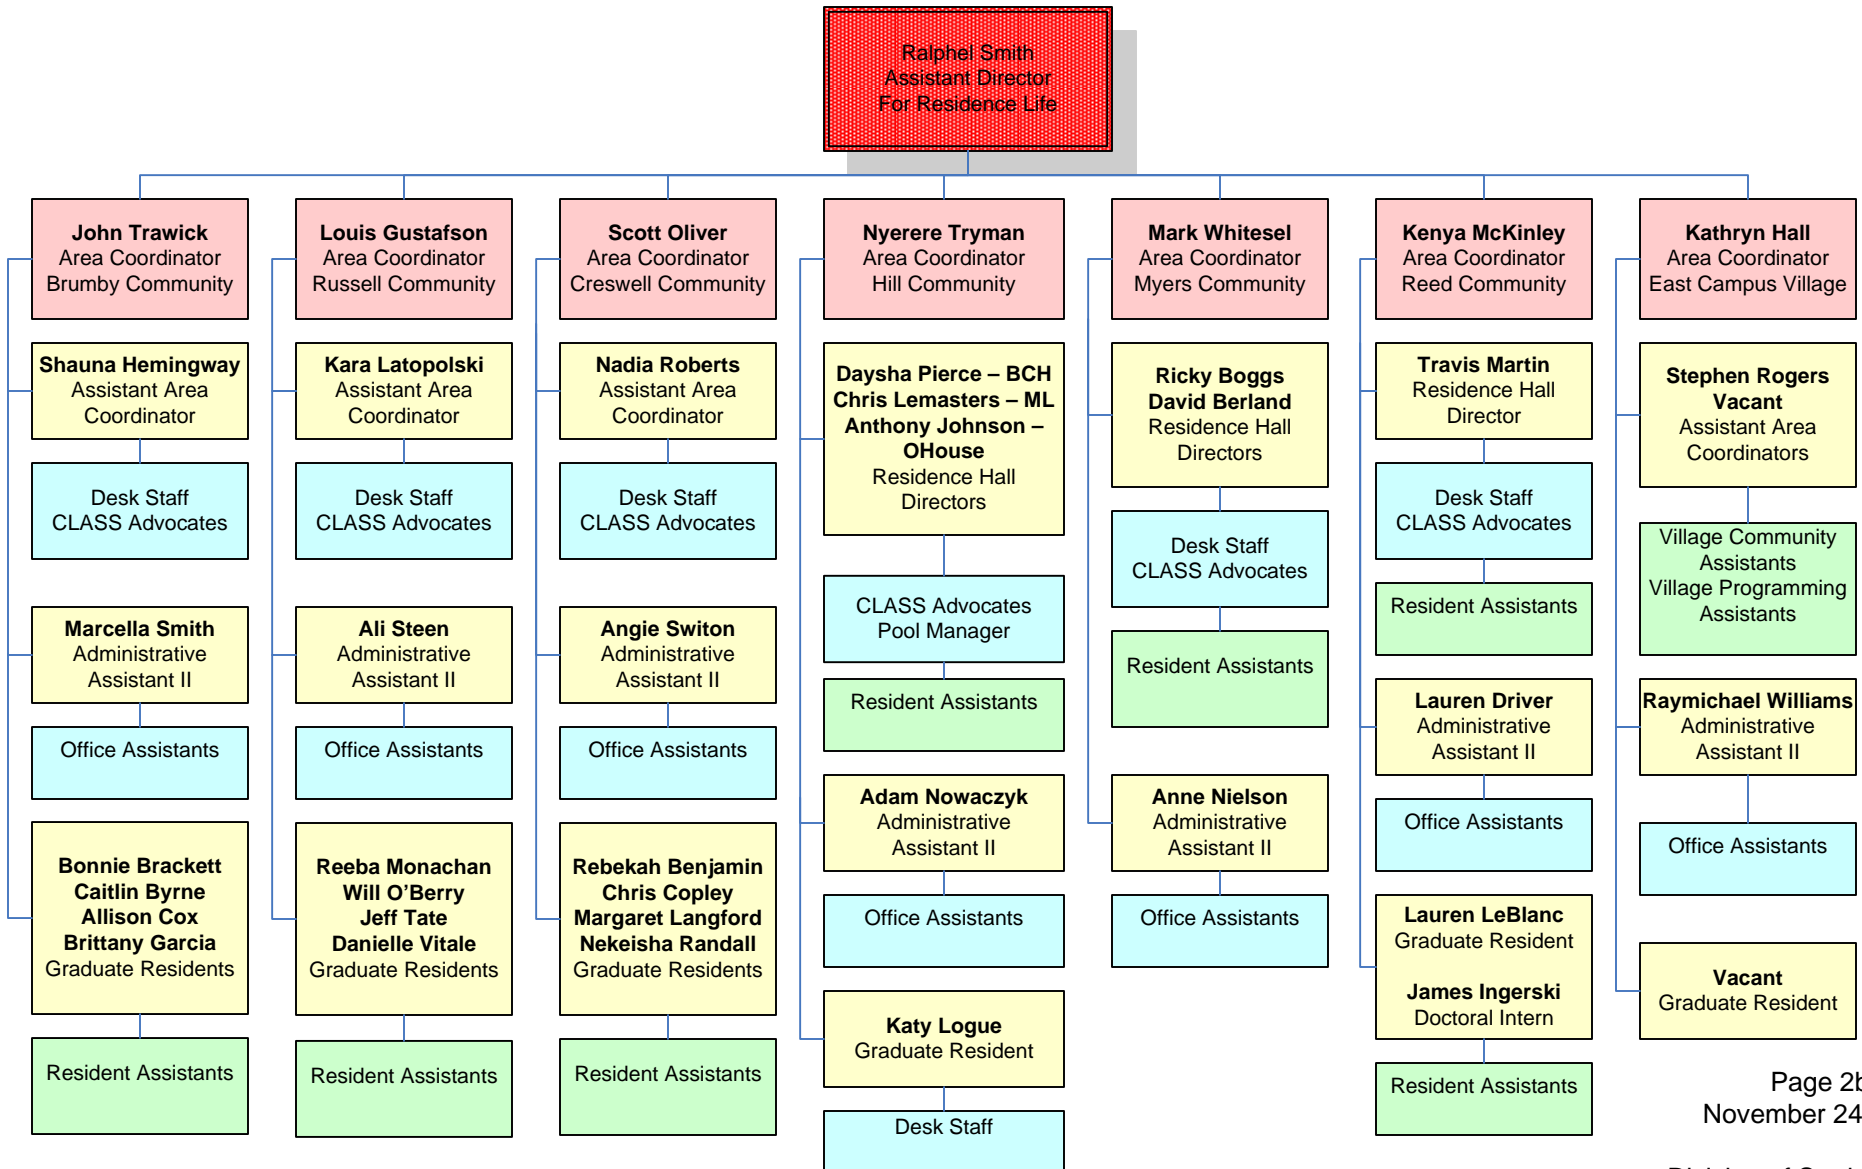 Ralphel Smith
Assistant Director
For Residence Life
John Trawick
Area Coordinator
Brumby Community
Shauna Hemingway
Assistant Area
Coordinator
Desk Staff
CLASS Advocates
Marcella Smith
Administrative
Assistant II
Office Assistants
Bonnie Brackett
Caitlin Byrne
Allison Cox
Brittany Garcia
Graduate Residents
Resident Assistants
Louis Gustafson
Area Coordinator
Russell Community
Kara Latopolski
Assistant Area
Coordinator
Desk Staff
CLASS Advocates
Ali Steen
Administrative
Assistant II
Office Assistants
Reeba Monachan
Will O’Berry
Jeff Tate
Danielle Vitale
Graduate Residents
Resident Assistants
Scott Oliver
Area Coordinator
Creswell Community
Nadia Roberts
Assistant Area
Coordinator
Desk Staff
CLASS Advocates
Angie Switon
Administrative
Assistant II
Office Assistants
Rebekah Benjamin
Chris Copley
Margaret Langford
Nekeisha Randall
Graduate Residents
Resident Assistants
Nyerere Tryman
Area Coordinator
Hill Community
Daysha Pierce – BCH
Chris Lemasters – ML
Anthony Johnson –
OHouse
Residence Hall
Directors
CLASS Advocates
Pool Manager
Resident Assistants
Adam Nowaczyk
Administrative
Assistant II
Office Assistants
Katy Logue
Graduate Resident
Desk Staff
Mark Whitesel
Area Coordinator
Myers Community
Ricky Boggs
David Berland
Residence Hall
Directors
Desk Staff
CLASS Advocates
Resident Assistants
Anne Nielson
Administrative
Assistant II
Office Assistants
Kenya McKinley
Area Coordinator
Reed Community
Travis Martin
Residence Hall
Director
Desk Staff
CLASS Advocates
Resident Assistants
Lauren Driver
Administrative
Assistant II
Office Assistants
Lauren LeBlanc
Graduate Resident
James Ingerski
Doctoral Intern
Resident Assistants
Kathryn Hall
Area Coordinator
East Campus Village
Stephen Rogers
Vacant
Assistant Area
Coordinators
Village Community
Assistants
Village Programming
Assistants
Raymichael Williams
Administrative
Assistant II
Office Assistants
Vacant
Graduate Resident
Page 2b
November 24